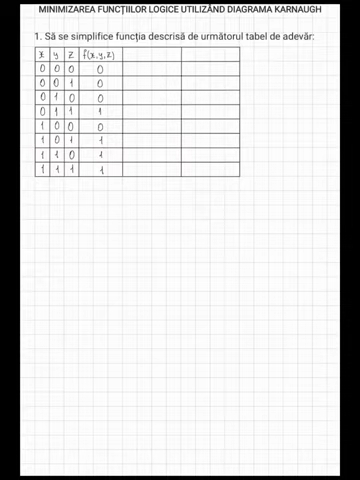 MINIMIZAREA FUNCȚIILOR LOGICE UTILIZÂND DIAGRAMA KARNAUGH
1. Să se simplifice funcția descrisă de următorul tabel de adevăr:
x y z f(x,y,z)
0 0 0 0
0 0 1 0
0 1 0 0
0 1 1 1
1 0 0 0
1 0 1 1
1 1 0 1
1 1 1 1